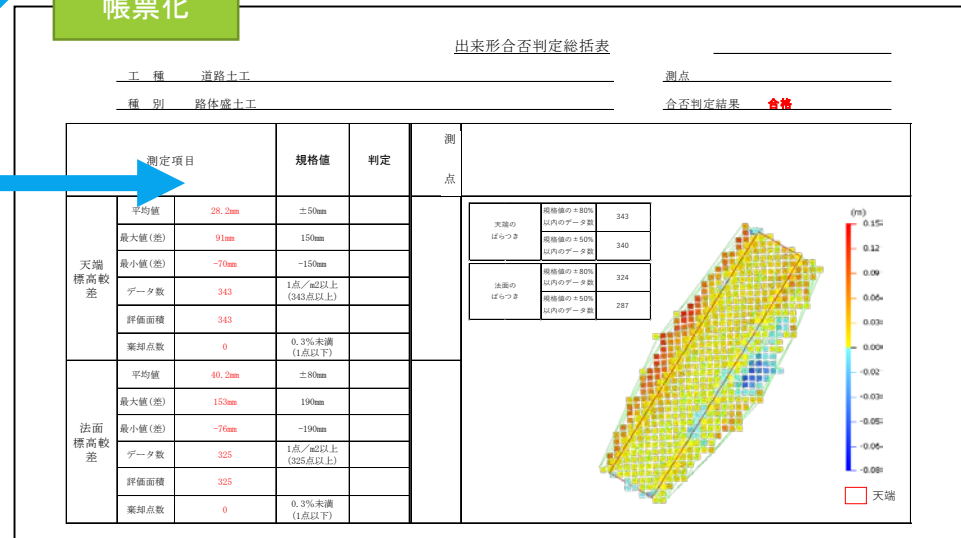 帳票化
出来形合否判定総括表
工 種 道路土工
測点
種 別 路体盛土工
合否判定結果 合格
測定項目
規格値
判定
測
点
天端
標高較
差
平均値 28.2mm ±50mm
最大値(差) 91mm 150mm
最小値(差) -70mm -150mm
データ数 343 1点/m2以上
(343点以上)
評価面積 343
棄却点数 0 0.3%未満
(1点以下)
法面
標高較
差
平均値 40.2mm ±80mm
最大値(差) 153mm 190mm
最小値(差) -76mm -190mm
データ数 325 1点/m2以上
(325点以上)
評価面積 325
棄却点数 0 0.3%未満
(1点以下)
天端の
ばらつき
規格値の±80%
以内のデータ数 343
規格値の±50%
以内のデータ数 340
法面の
ばらつき
規格値の±80%
以内のデータ数 324
規格値の±50%
以内のデータ数 287
(m)
0.15
0.12
0.09
0.06
0.03
0.00
-0.02
-0.03
-0.05
-0.06
-0.08
天端